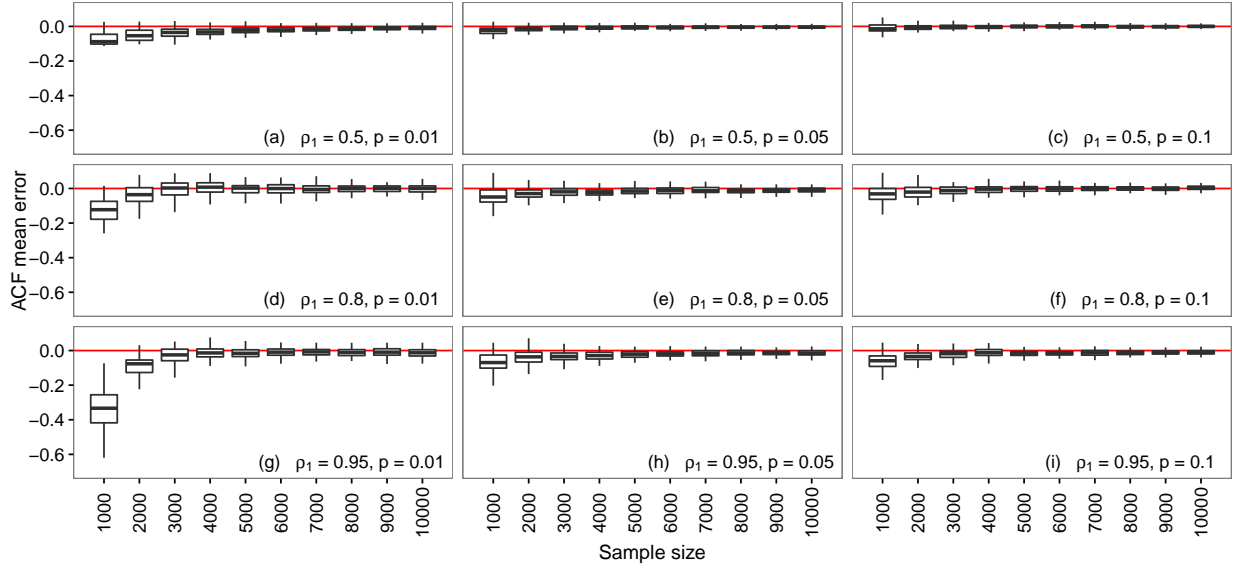 0.0
−0.2
−0.4
−0.6
(a) ρ₁ = 0.5, p = 0.01
(b) ρ₁ = 0.5, p = 0.05
(c) ρ₁ = 0.5, p = 0.1
ACF mean error
0.0
−0.2
−0.4
−0.6
(d) ρ₁ = 0.8, p = 0.01
(e) ρ₁ = 0.8, p = 0.05
(f) ρ₁ = 0.8, p = 0.1
0.0
−0.2
−0.4
−0.6
(g) ρ₁ = 0.95, p = 0.01
(h) ρ₁ = 0.95, p = 0.05
(i) ρ₁ = 0.95, p = 0.1
1000 2000 3000 4000 5000 6000 7000 8000 9000 10000
1000 2000 3000 4000 5000 6000 7000 8000 9000 10000
1000 2000 3000 4000 5000 6000 7000 8000 9000 10000
Sample size